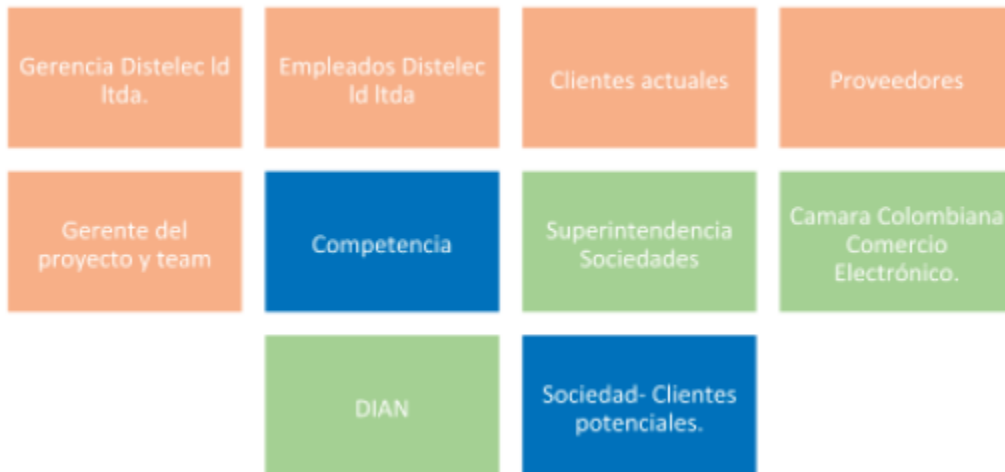 Gerencia Distelec ld
ltda.
Empleados Distelec
ld ltda
Clientes actuales
Proveedores
Gerente del
proyecto y team
Competencia
Superintendencia
Sociedades
Camara Colombiana
Comercio
Electrónico.
DIAN
Sociedad- Clientes
potenciales.